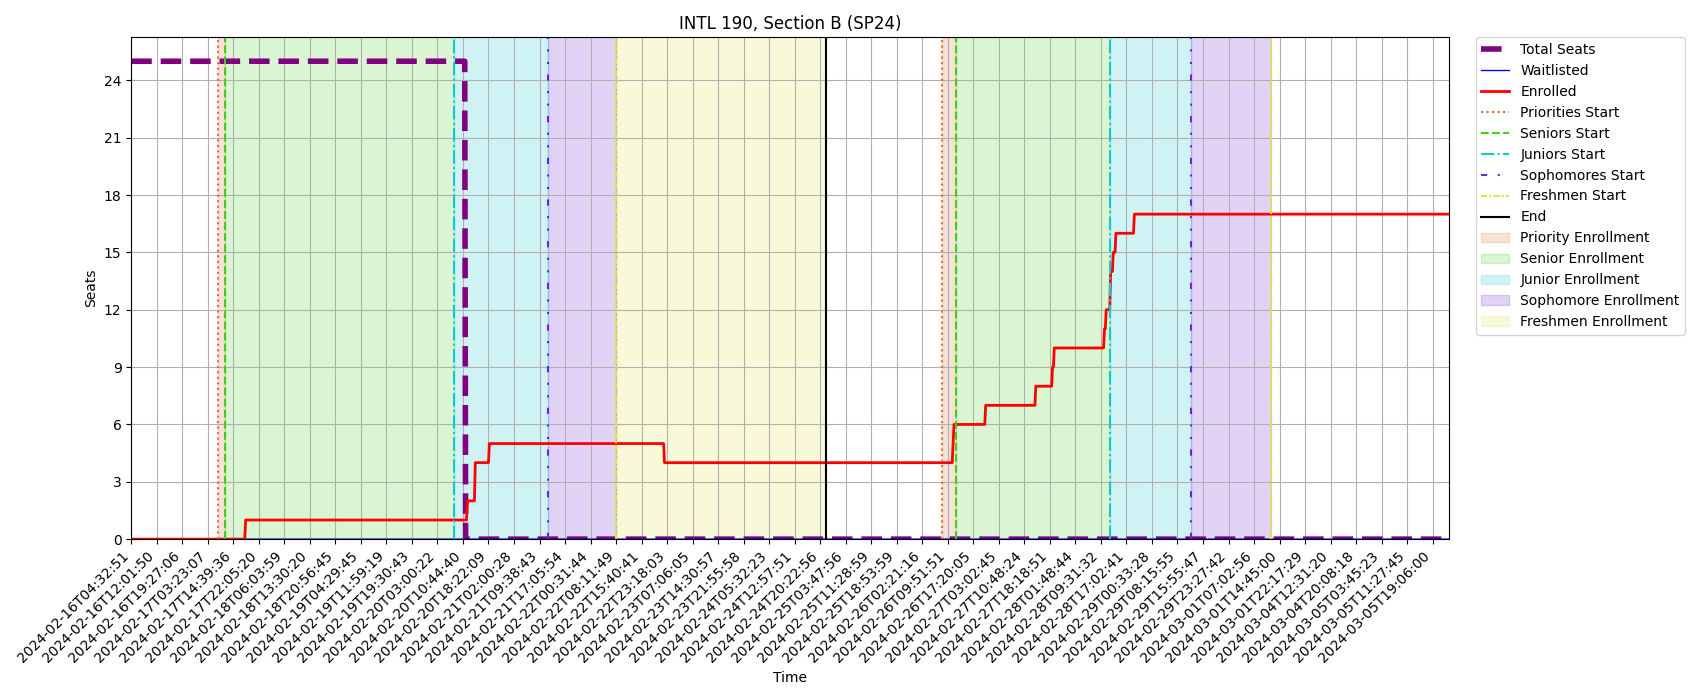 INTL 190, Section B (SP24)
Seats
24
21
18
15
12
9
6
3
0
2024-02-16T04:32:51
2024-02-16T12:01:50
2024-02-16T19:27:06
2024-02-17T03:23:07
2024-02-17T14:39:36
2024-02-17T22:05:20
2024-02-18T06:03:59
2024-02-18T13:30:20
2024-02-18T20:56:45
2024-02-19T04:29:45
2024-02-19T11:59:19
2024-02-19T19:30:43
2024-02-20T03:00:22
2024-02-20T10:44:40
2024-02-20T18:22:09
2024-02-21T02:00:28
2024-02-21T09:38:43
2024-02-21T17:05:54
2024-02-22T00:31:44
2024-02-22T08:11:49
2024-02-22T15:40:41
2024-02-22T23:18:03
2024-02-23T07:06:05
2024-02-23T14:30:57
2024-02-23T21:55:58
2024-02-24T05:32:23
2024-02-24T12:57:51
2024-02-24T20:22:56
2024-02-25T03:47:56
2024-02-25T11:28:59
2024-02-25T18:53:59
2024-02-26T02:21:16
2024-02-26T09:51:51
2024-02-26T17:20:05
2024-02-27T03:02:45
2024-02-27T10:48:24
2024-02-27T18:18:51
2024-02-28T01:48:44
2024-02-28T09:31:32
2024-02-28T17:02:41
2024-02-29T00:33:28
2024-02-29T08:15:55
2024-02-29T15:55:47
2024-02-29T23:27:42
2024-03-01T07:02:56
2024-03-01T14:45:00
2024-03-01T22:17:29
2024-03-04T12:31:20
2024-03-04T20:08:18
2024-03-05T03:45:23
2024-03-05T11:27:45
2024-03-05T19:06:00
Time
Total Seats
Waitlisted
Enrolled
Priorities Start
Seniors Start
Juniors Start
Sophomores Start
Freshmen Start
End
Priority Enrollment
Senior Enrollment
Junior Enrollment
Sophomore Enrollment
Freshmen Enrollment